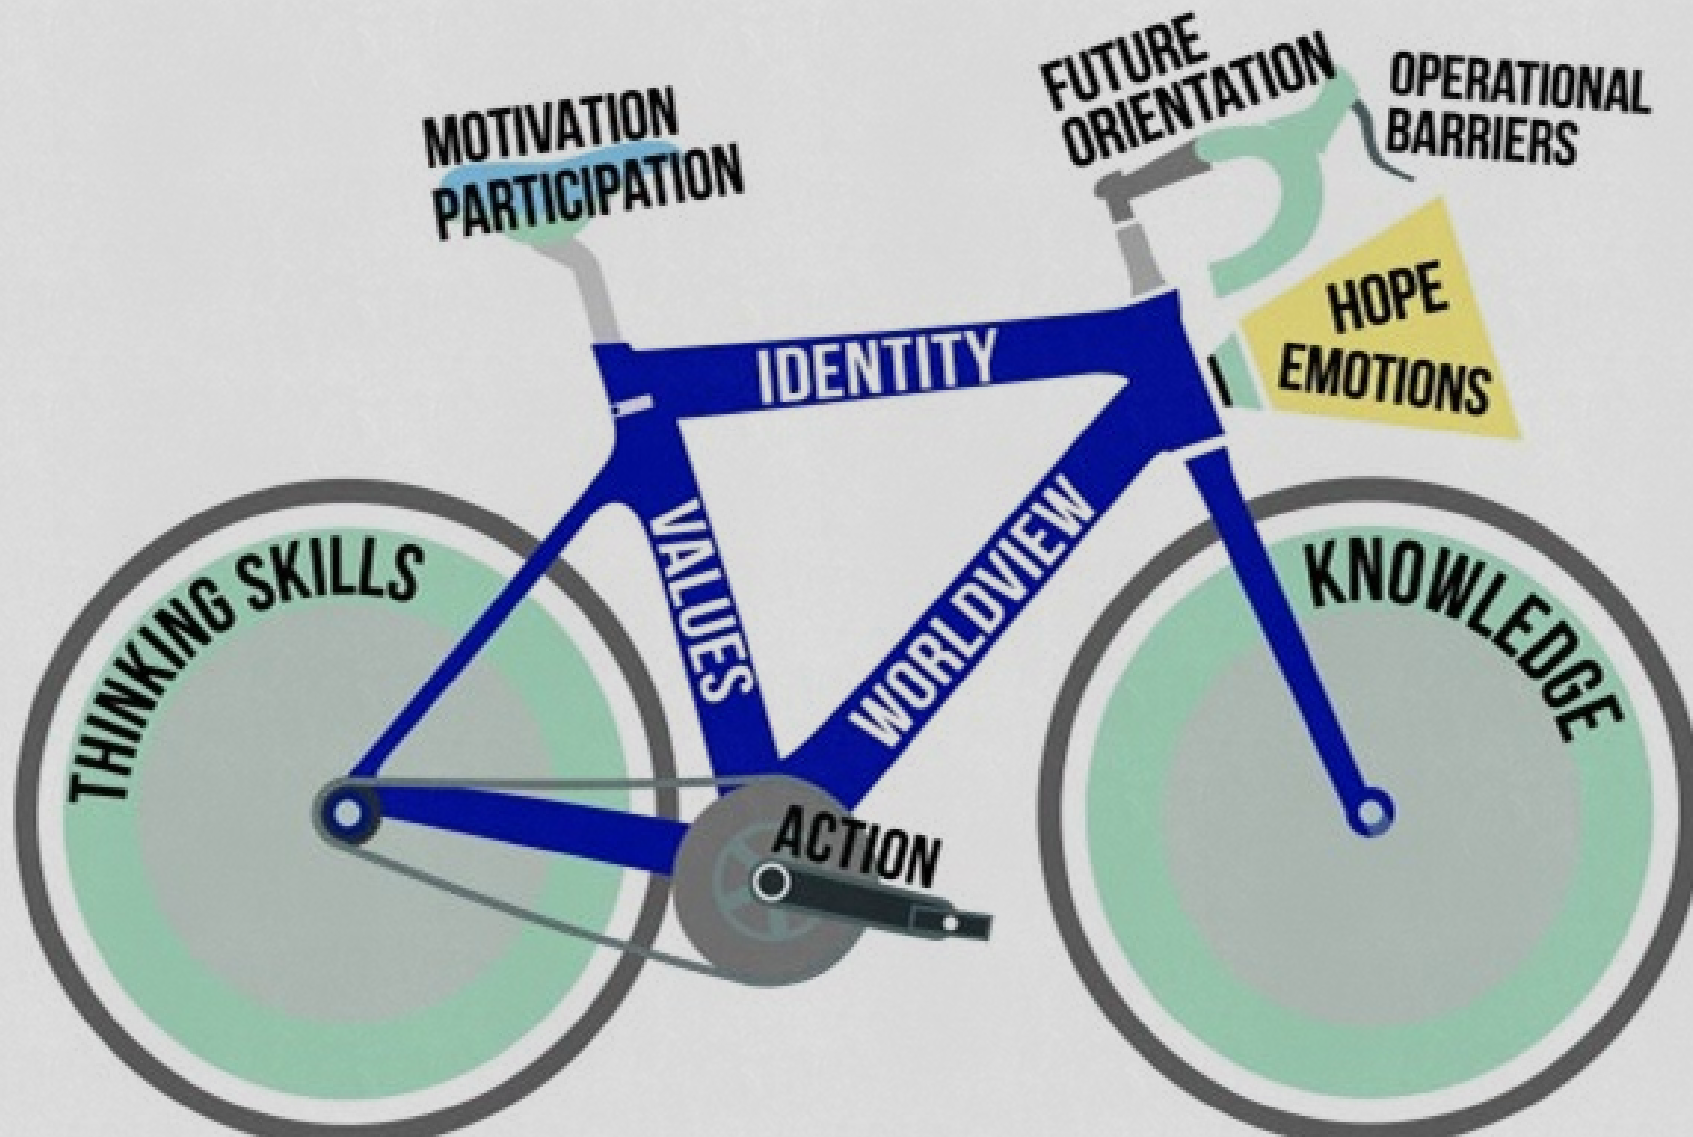 MOTIVATION
PARTICIPATION
FUTURE
ORIENTATION
OPERATIONAL
BARRIERS
HOPE
EMOTIONS
IDENTITY
VALUES
WORLDVIEW
THINKING SKILLS
KNOWLEDGE
ACTION